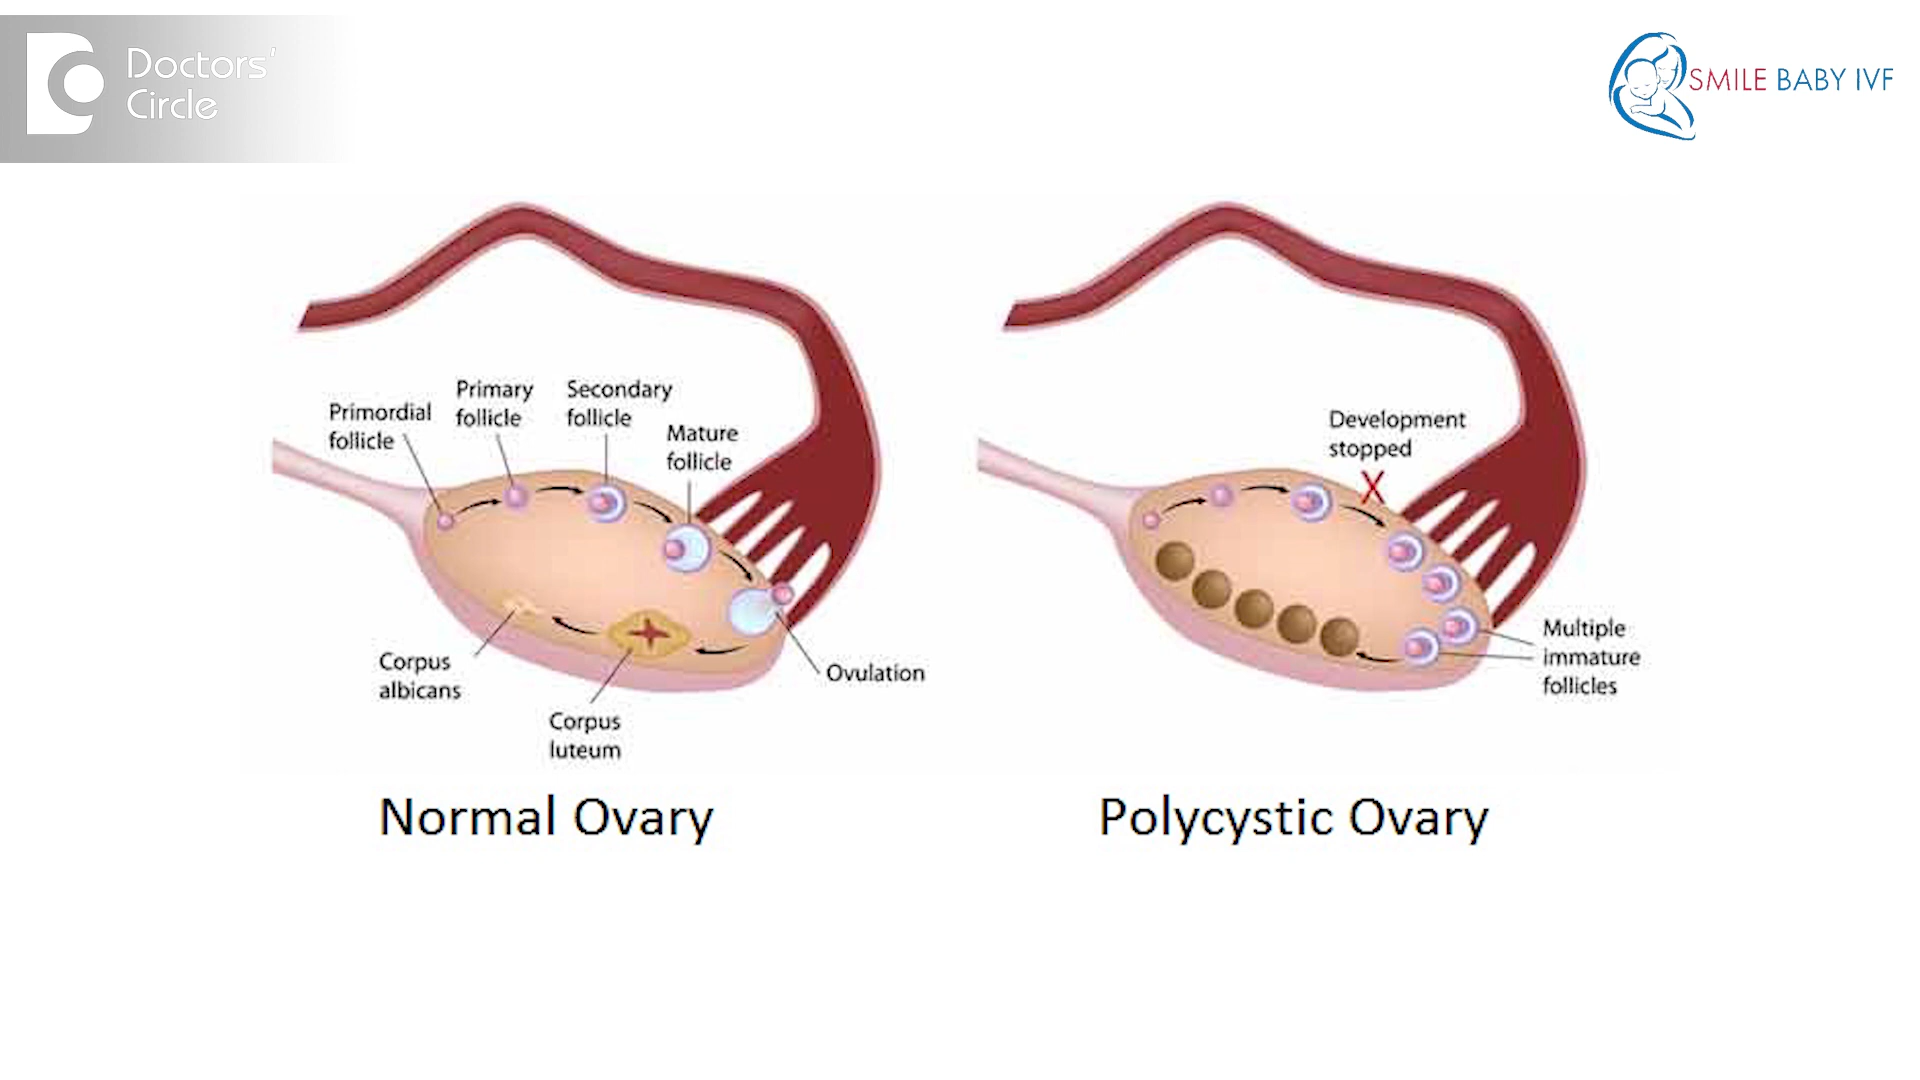 Doctors'
Circle
SMILE BABY IVF
Primordial
follicle
Primary
follicle
Secondary
follicle
Mature
follicle
Ovulation
Corpus
luteum
Corpus
albicans
Normal Ovary
Development
stopped
X
Multiple
immature
follicles
Polycystic Ovary